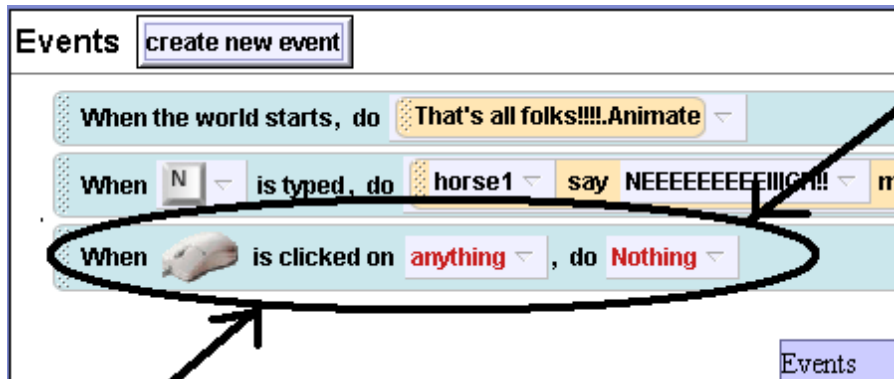 Events create new event
When the world starts, do That's all folks!!!!.Animate
When N is typed, do horse1 say NEEEEEEEEEIIIGH!!
When is clicked on anything, do Nothing
Events